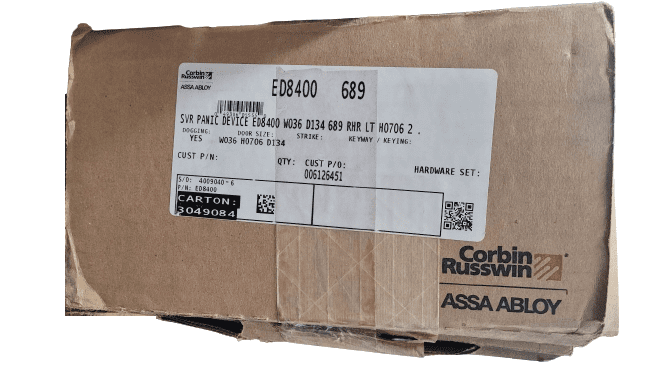 Corbin
Russwin
ASSA ABLOY
ED8400 689
SVR PANIC DEVICE ED8400 W036 D134 689 RHR LT H0706 2 .
DOGGING: DOOR SIZE: STRIKE: KEYWAY / KEYING:
YES W036 H0706 D134
CUST P/N: QTY: CUST P/O: HARDWARE SET:
006126451
S/O: 4009040-6
P/N: ED8400
CARTON:
3049084
Corbin
Russwin
ASSA ABLOY